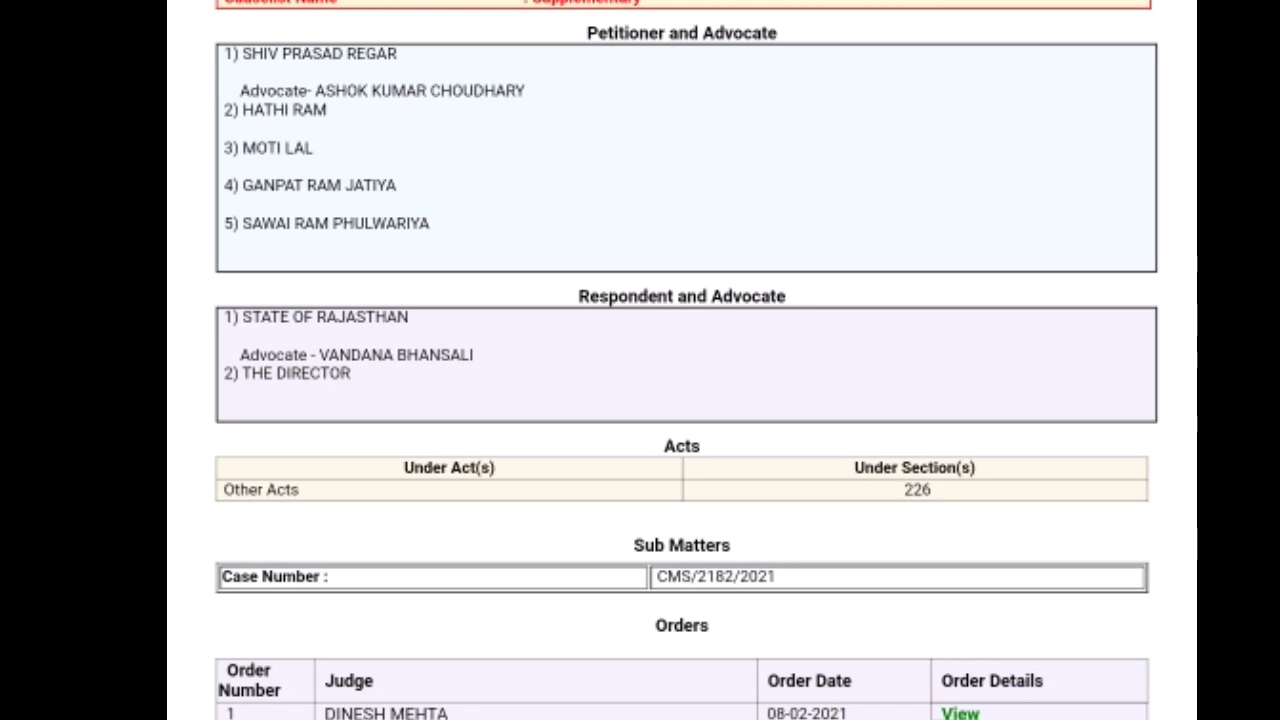 Causelist Name : Supplementary
Petitioner and Advocate
1) SHIV PRASAD REGAR
Advocate- ASHOK KUMAR CHOUDHARY
2) HATHI RAM
3) MOTI LAL
4) GANPAT RAM JATIYA
5) SAWAI RAM PHULWARIYA
Respondent and Advocate
1) STATE OF RAJASTHAN
Advocate - VANDANA BHANSALI
2) THE DIRECTOR
Acts
Under Act(s) Under Section(s)
Other Acts 226
Sub Matters
Case Number : CMS/2182/2021
Orders
Order Number Judge Order Date Order Details
1 DINESH MEHTA 08-02-2021 View